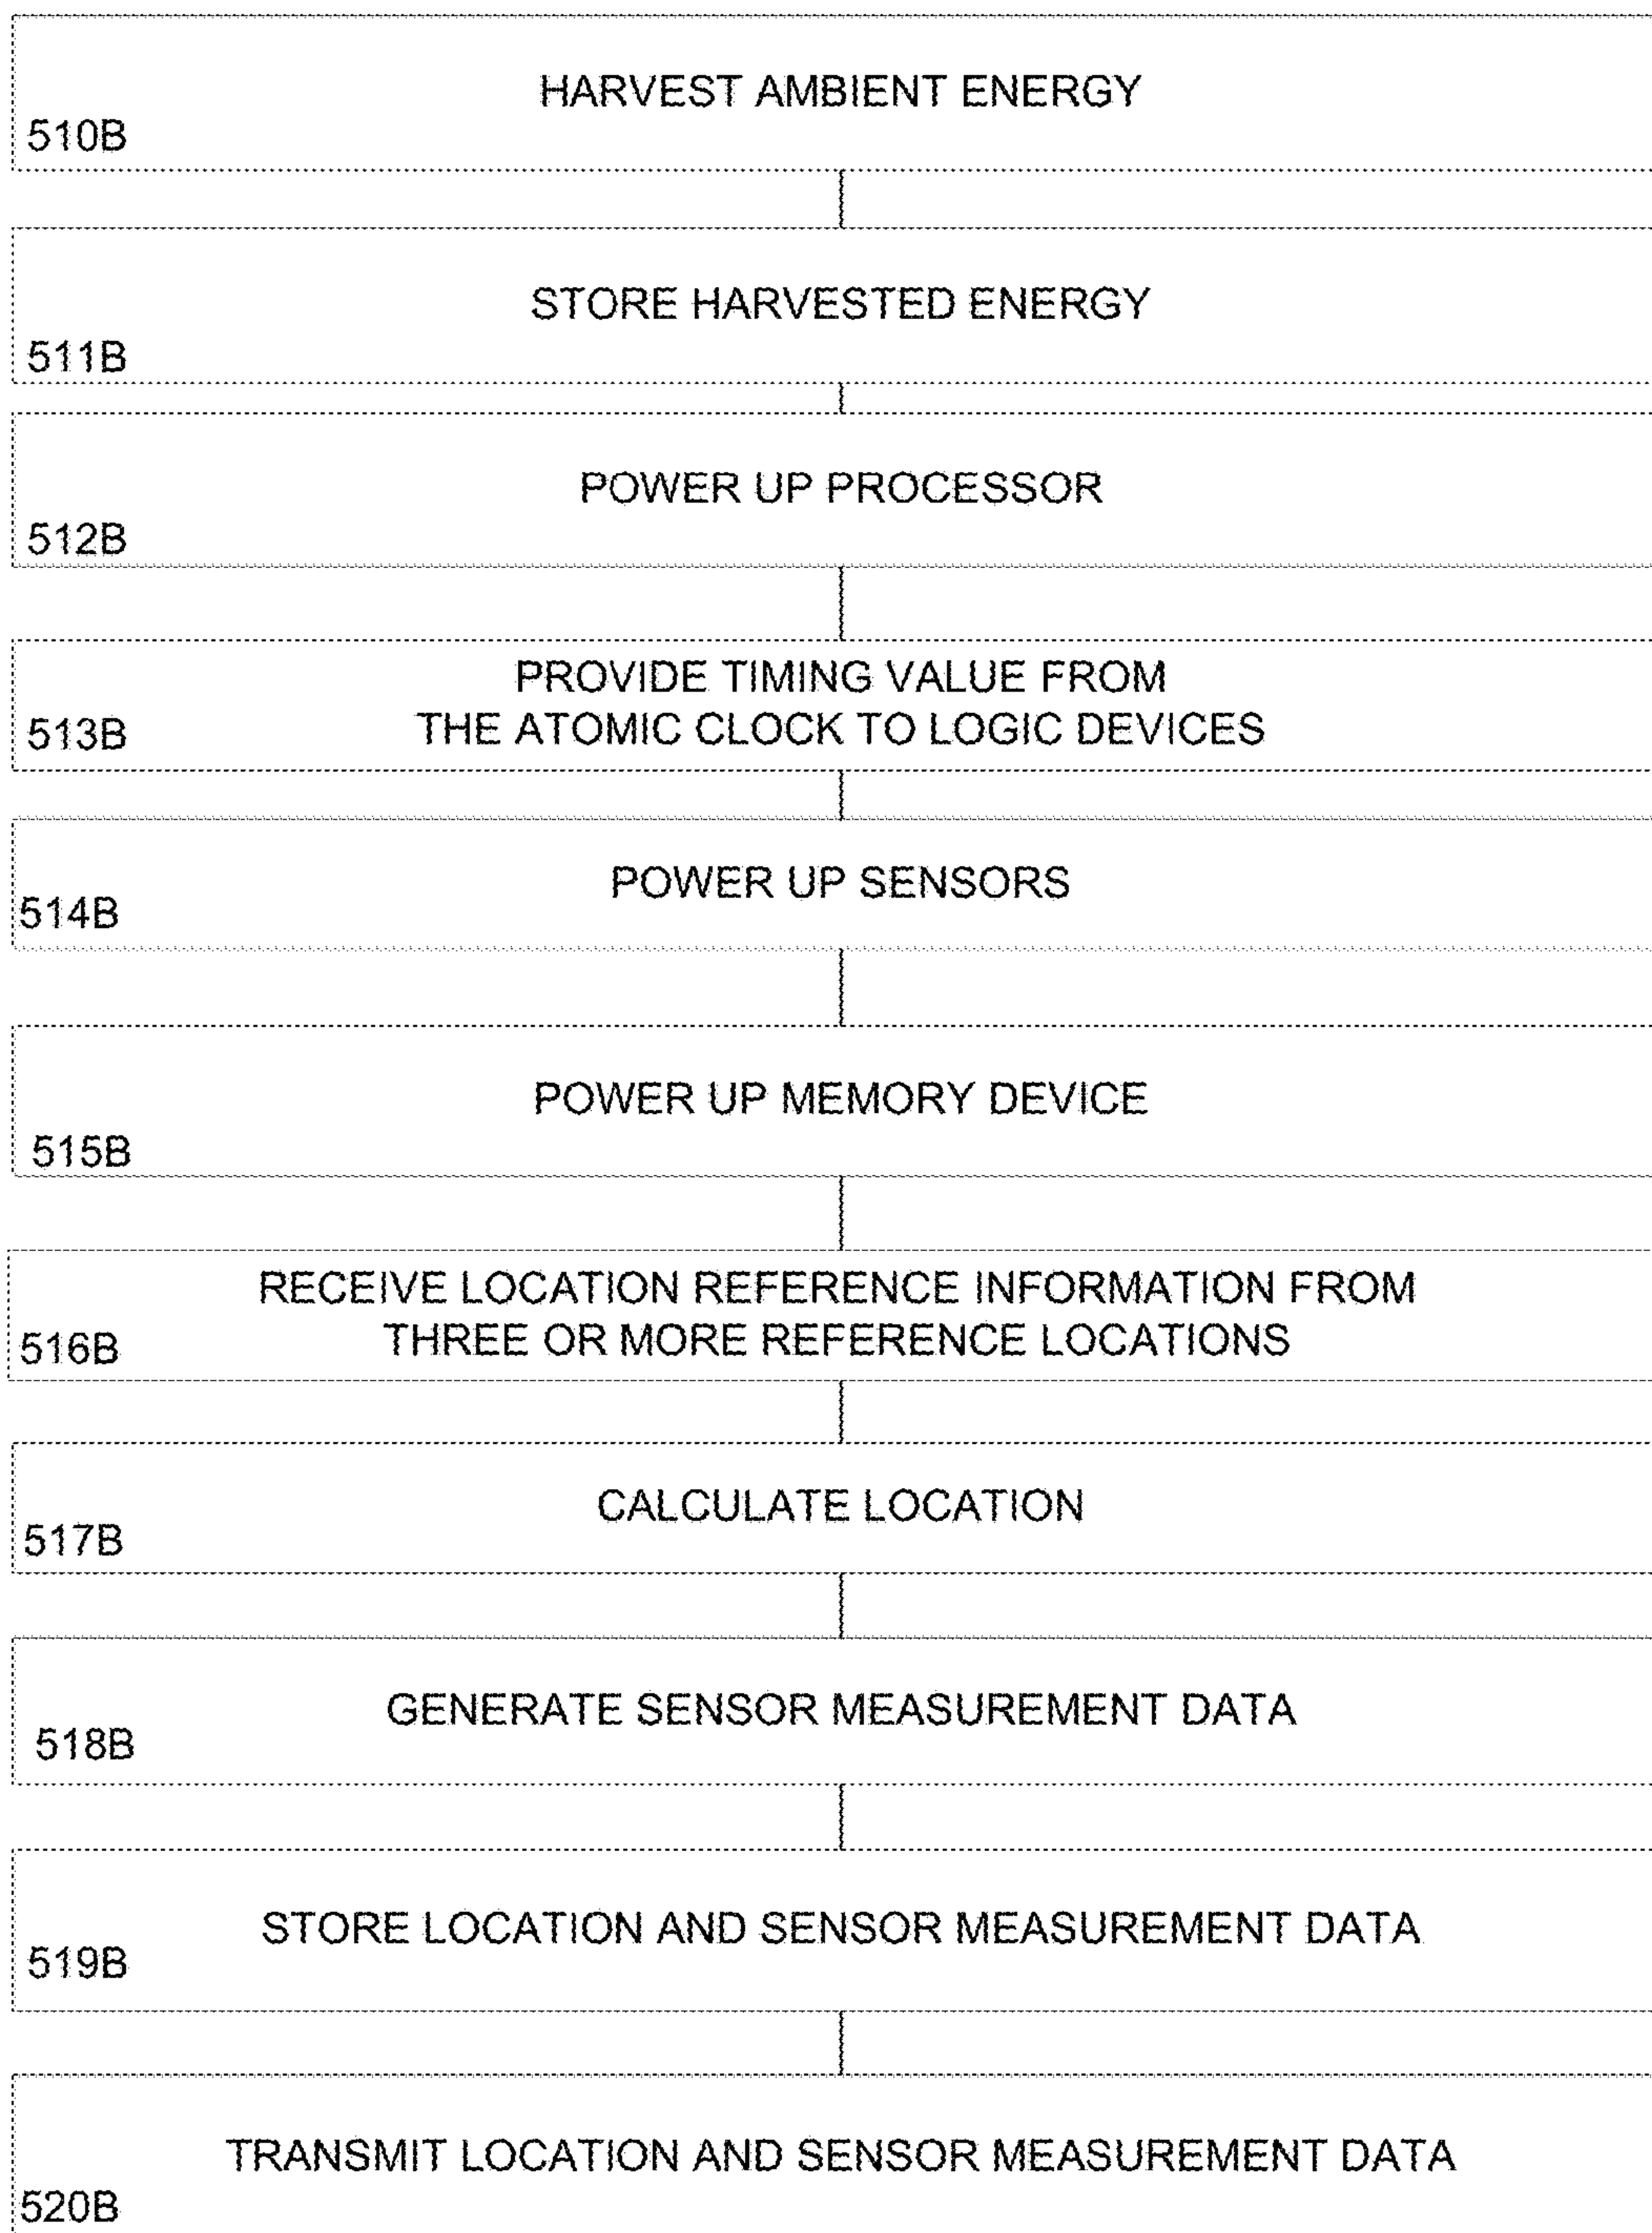 HARVEST AMBIENT ENERGY
510B
STORE HARVESTED ENERGY
511B
POWER UP PROCESSOR
512B
PROVIDE TIMING VALUE FROM
THE ATOMIC CLOCK TO LOGIC DEVICES
513B
POWER UP SENSORS
514B
POWER UP MEMORY DEVICE
515B
RECEIVE LOCATION REFERENCE INFORMATION FROM
THREE OR MORE REFERENCE LOCATIONS
516B
CALCULATE LOCATION
517B
GENERATE SENSOR MEASUREMENT DATA
518B
STORE LOCATION AND SENSOR MEASUREMENT DATA
519B
TRANSMIT LOCATION AND SENSOR MEASUREMENT DATA
520B